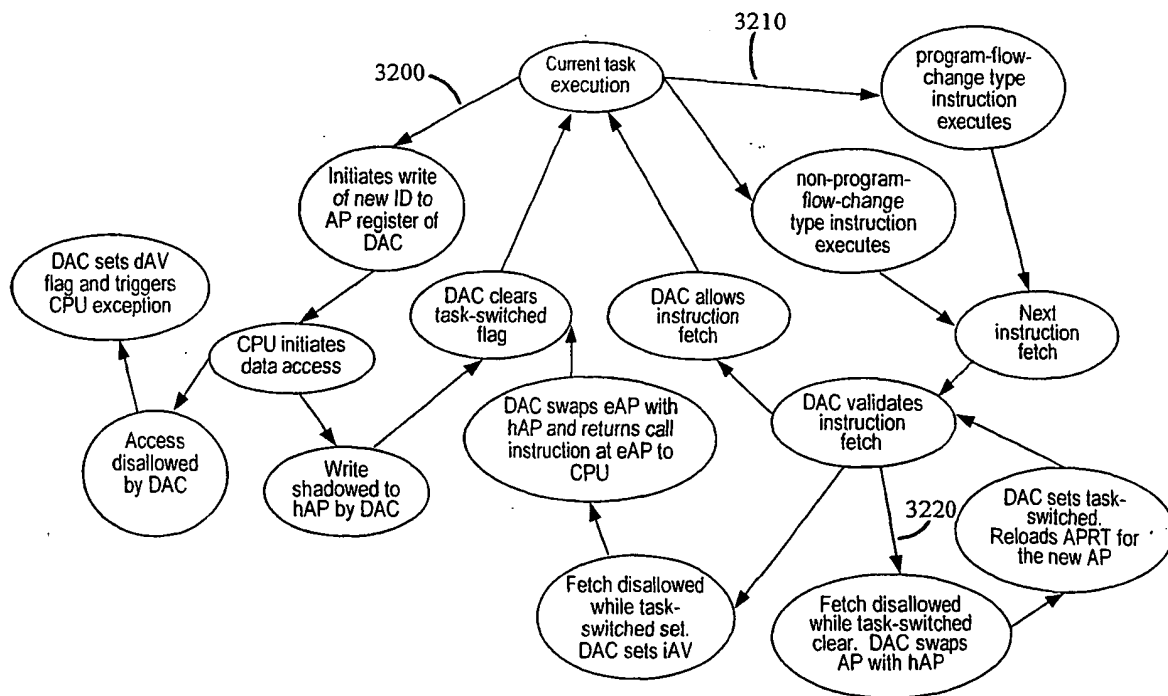 3210
3200
Current task
execution
program-flow-
change type
instruction
executes
Initiates write
of new ID to
AP register of
DAC
non-program-
flow-change
type instruction
executes
DAC sets dAV
flag and triggers
CPU exception
DAC clears
task-switched
flag
DAC allows
instruction
fetch
Next
instruction
fetch
CPU initiates
data access
DAC swaps eAP with
hAP and returns call
instruction at eAP to
CPU
DAC validates
instruction
fetch
Access
disallowed
by DAC
Write
shadowed to
hAP by DAC
3220
DAC sets task-
switched.
Reloads APRT for
the new AP
Fetch disallowed
while task-
switched set.
DAC sets iAV
Fetch disallowed
while task-switched
clear. DAC swaps
AP with hAP